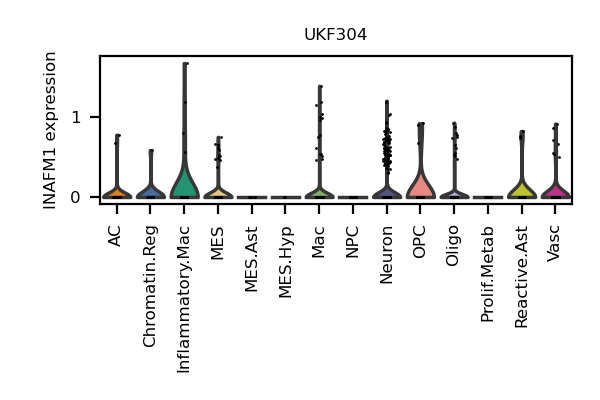 UKF304
INAFM1 expression
1
0
AC
Chromatin.Reg
Inflammatory.Mac
MES
MES.Ast
MES.Hyp
Mac
NPC
Neuron
OPC
Oligo
Prolif.Metab
Reactive.Ast
Vasc